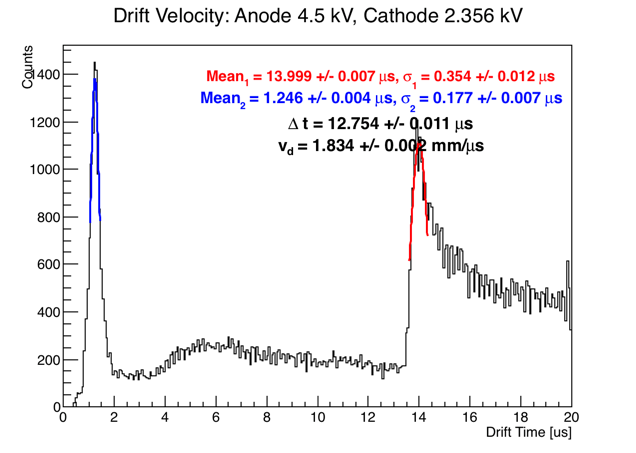 Drift Velocity: Anode 4.5 kV, Cathode 2.356 kV
Counts
Mean1 = 13.999 +/- 0.007 μs, σ1 = 0.354 +/- 0.012 μs
Mean2 = 1.246 +/- 0.004 μs, σ2 = 0.177 +/- 0.007 μs
Δ t = 12.754 +/- 0.011 μs
vd = 1.834 +/- 0.002 mm/μs
1400
1200
1000
800
600
400
200
0
0 2 4 6 8 10 12 14 16 18 20
Drift Time [us]